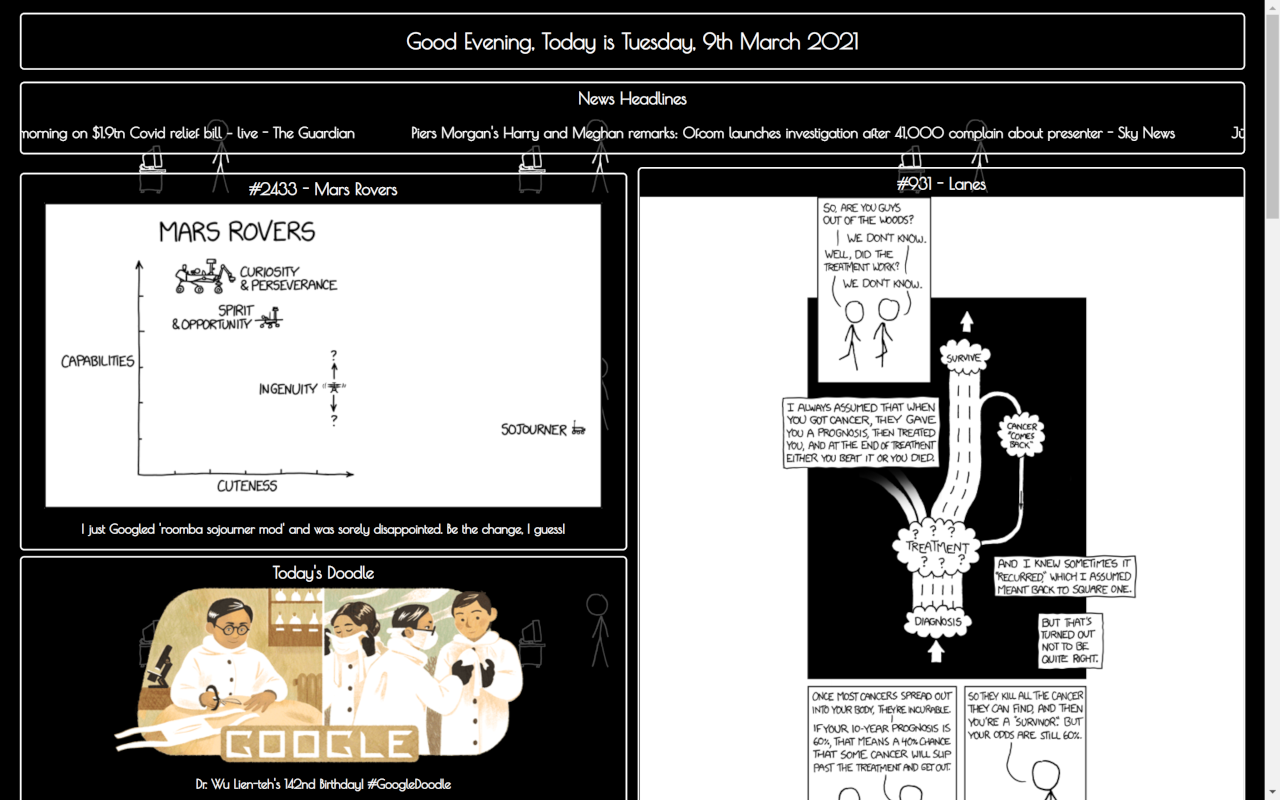 Good Evening, Today is Tuesday, 9th March 2021
News Headlines
morning on $1.9tn Covid relief bill – live - The Guardian
Piers Morgan's Harry and Meghan remarks: Ofcom launches investigation after 41,000 complain about presenter - Sky News
#2433 - Mars Rovers
MARS ROVERS
CURIOSITY
& PERSEVERANCE
SPIRIT
& OPPORTUNITY
CAPABILITIES
?
INGENUITY
?
SOJOURNER
CUTENESS
I just Googled 'roomba sojourner mod' and was sorely disappointed. Be the change, I guess!
Today's Doodle
GOOGLE
Dr. Wu Lien-teh's 142nd Birthday! #GoogleDoodle
#931 - Lanes
SO, ARE YOU GUYS
OUT OF THE WOODS?
WE DON'T KNOW.
WELL, DID THE
TREATMENT WORK?
WE DON'T KNOW.
SURVIVE
I ALWAYS ASSUMED THAT WHEN
YOU GOT CANCER, THEY GAVE
YOU A PROGNOSIS, THEN TREATED
YOU, AND AT THE END OF TREATMENT
EITHER YOU BEAT IT OR YOU DIED.
CANCER
"COMES
BACK"
? ? ?
TREATMENT
? ? ?
AND I KNEW SOMETIMES IT
"RECURRED," WHICH I ASSUMED
MEANT BACK TO SQUARE ONE.
DIAGNOSIS
BUT THAT'S
TURNED OUT
NOT TO BE
QUITE RIGHT.
ONCE MOST CANCERS SPREAD OUT
INTO YOUR BODY, THEY'RE INCURABLE.
IF YOUR 10-YEAR PROGNOSIS IS
60%, THAT MEANS A 40% CHANCE
THAT SOME CANCER WILL SLIP
PAST THE TREATMENT AND GET OUT.
SO THEY KILL ALL THE CANCER
THEY CAN FIND, AND THEN
YOU'RE A "SURVIVOR." BUT
YOUR ODDS ARE STILL 60%.